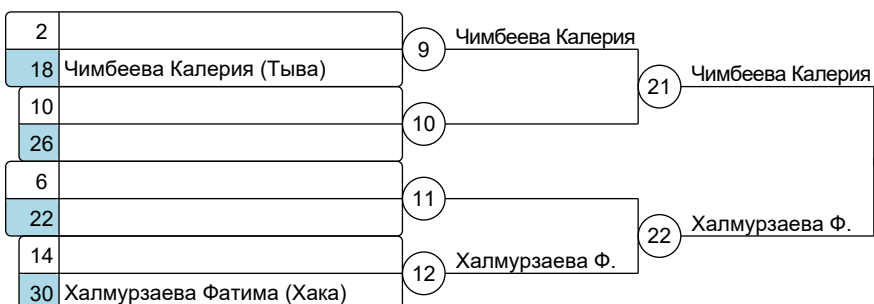 2
9 Чимбеева Калерия
18 Чимбеева Калерия (Тыва)
21 Чимбеева Калерия
10
10
26
6
11
22
22 Халмурзаева Ф.
14
12 Халмурзаева Ф.
30 Халмурзаева Фатима (Хака)